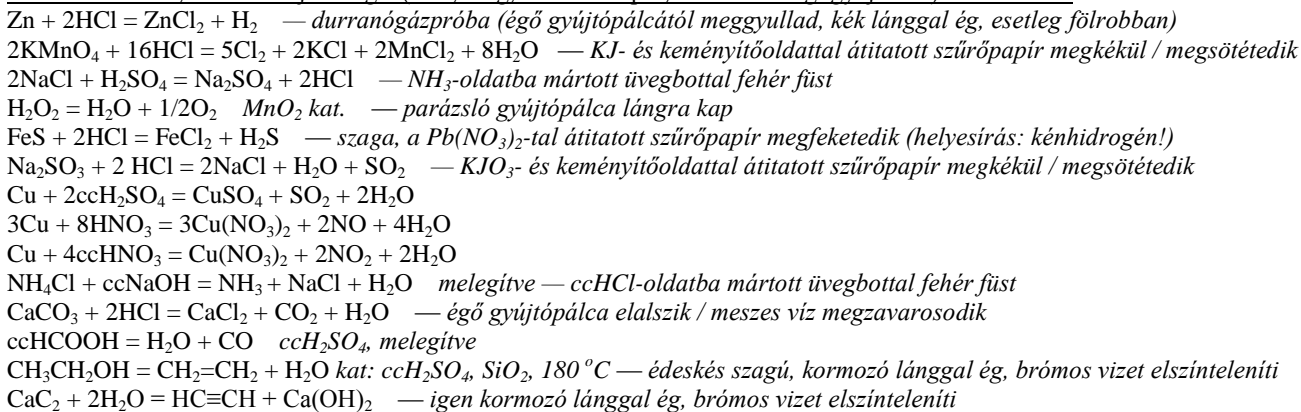 Zn + 2HCl = ZnCl₂ + H₂ — durranógázpróba (égő gyújtópálcától meggyullad, kék lánggal ég, esetleg fölrobban)
2KMnO₄ + 16HCl = 5Cl₂ + 2KCl + 2MnCl₂ + 8H₂O — KJ- és keményítőoldattal átitatott szűrőpapír megkékül / megsötétedik
2NaCl + H₂SO₄ = Na₂SO₄ + 2HCl — NH₃-oldatba mártott üvegbottal fehér füst
H₂O₂ = H₂O + 1/2O₂ MnO₂ kat. — parázsló gyújtópálca lángra kap
FeS + 2HCl = FeCl₂ + H₂S — szaga, a Pb(NO₃)₂-tal átitatott szűrőpapír megfeketedik (helyesírás: kénhidrogén!)
Na₂SO₃ + 2 HCl = 2NaCl + H₂O + SO₂ — KJO₃- és keményítőoldattal átitatott szűrőpapír megkékül / megsötétedik
Cu + 2ccH₂SO₄ = CuSO₄ + SO₂ + 2H₂O
3Cu + 8HNO₃ = 3Cu(NO₃)₂ + 2NO + 4H₂O
Cu + 4ccHNO₃ = Cu(NO₃)₂ + 2NO₂ + 2H₂O
NH₄Cl + ccNaOH = NH₃ + NaCl + H₂O melegítve — ccHCl-oldatba mártott üvegbottal fehér füst
CaCO₃ + 2HCl = CaCl₂ + CO₂ + H₂O — égő gyújtópálca elalszik / meszes víz megzavarosodik
ccHCOOH = H₂O + CO ccH₂SO₄, melegítve
CH₃CH₂OH = CH₂=CH₂ + H₂O kat: ccH₂SO₄, SiO₂, 180 °C — édeskés szagú, kormozó lánggal ég, brómos vizet elszínteleníti
CaC₂ + 2H₂O = HC≡CH + Ca(OH)₂ — igen kormozó lánggal ég, brómos vizet elszínteleníti